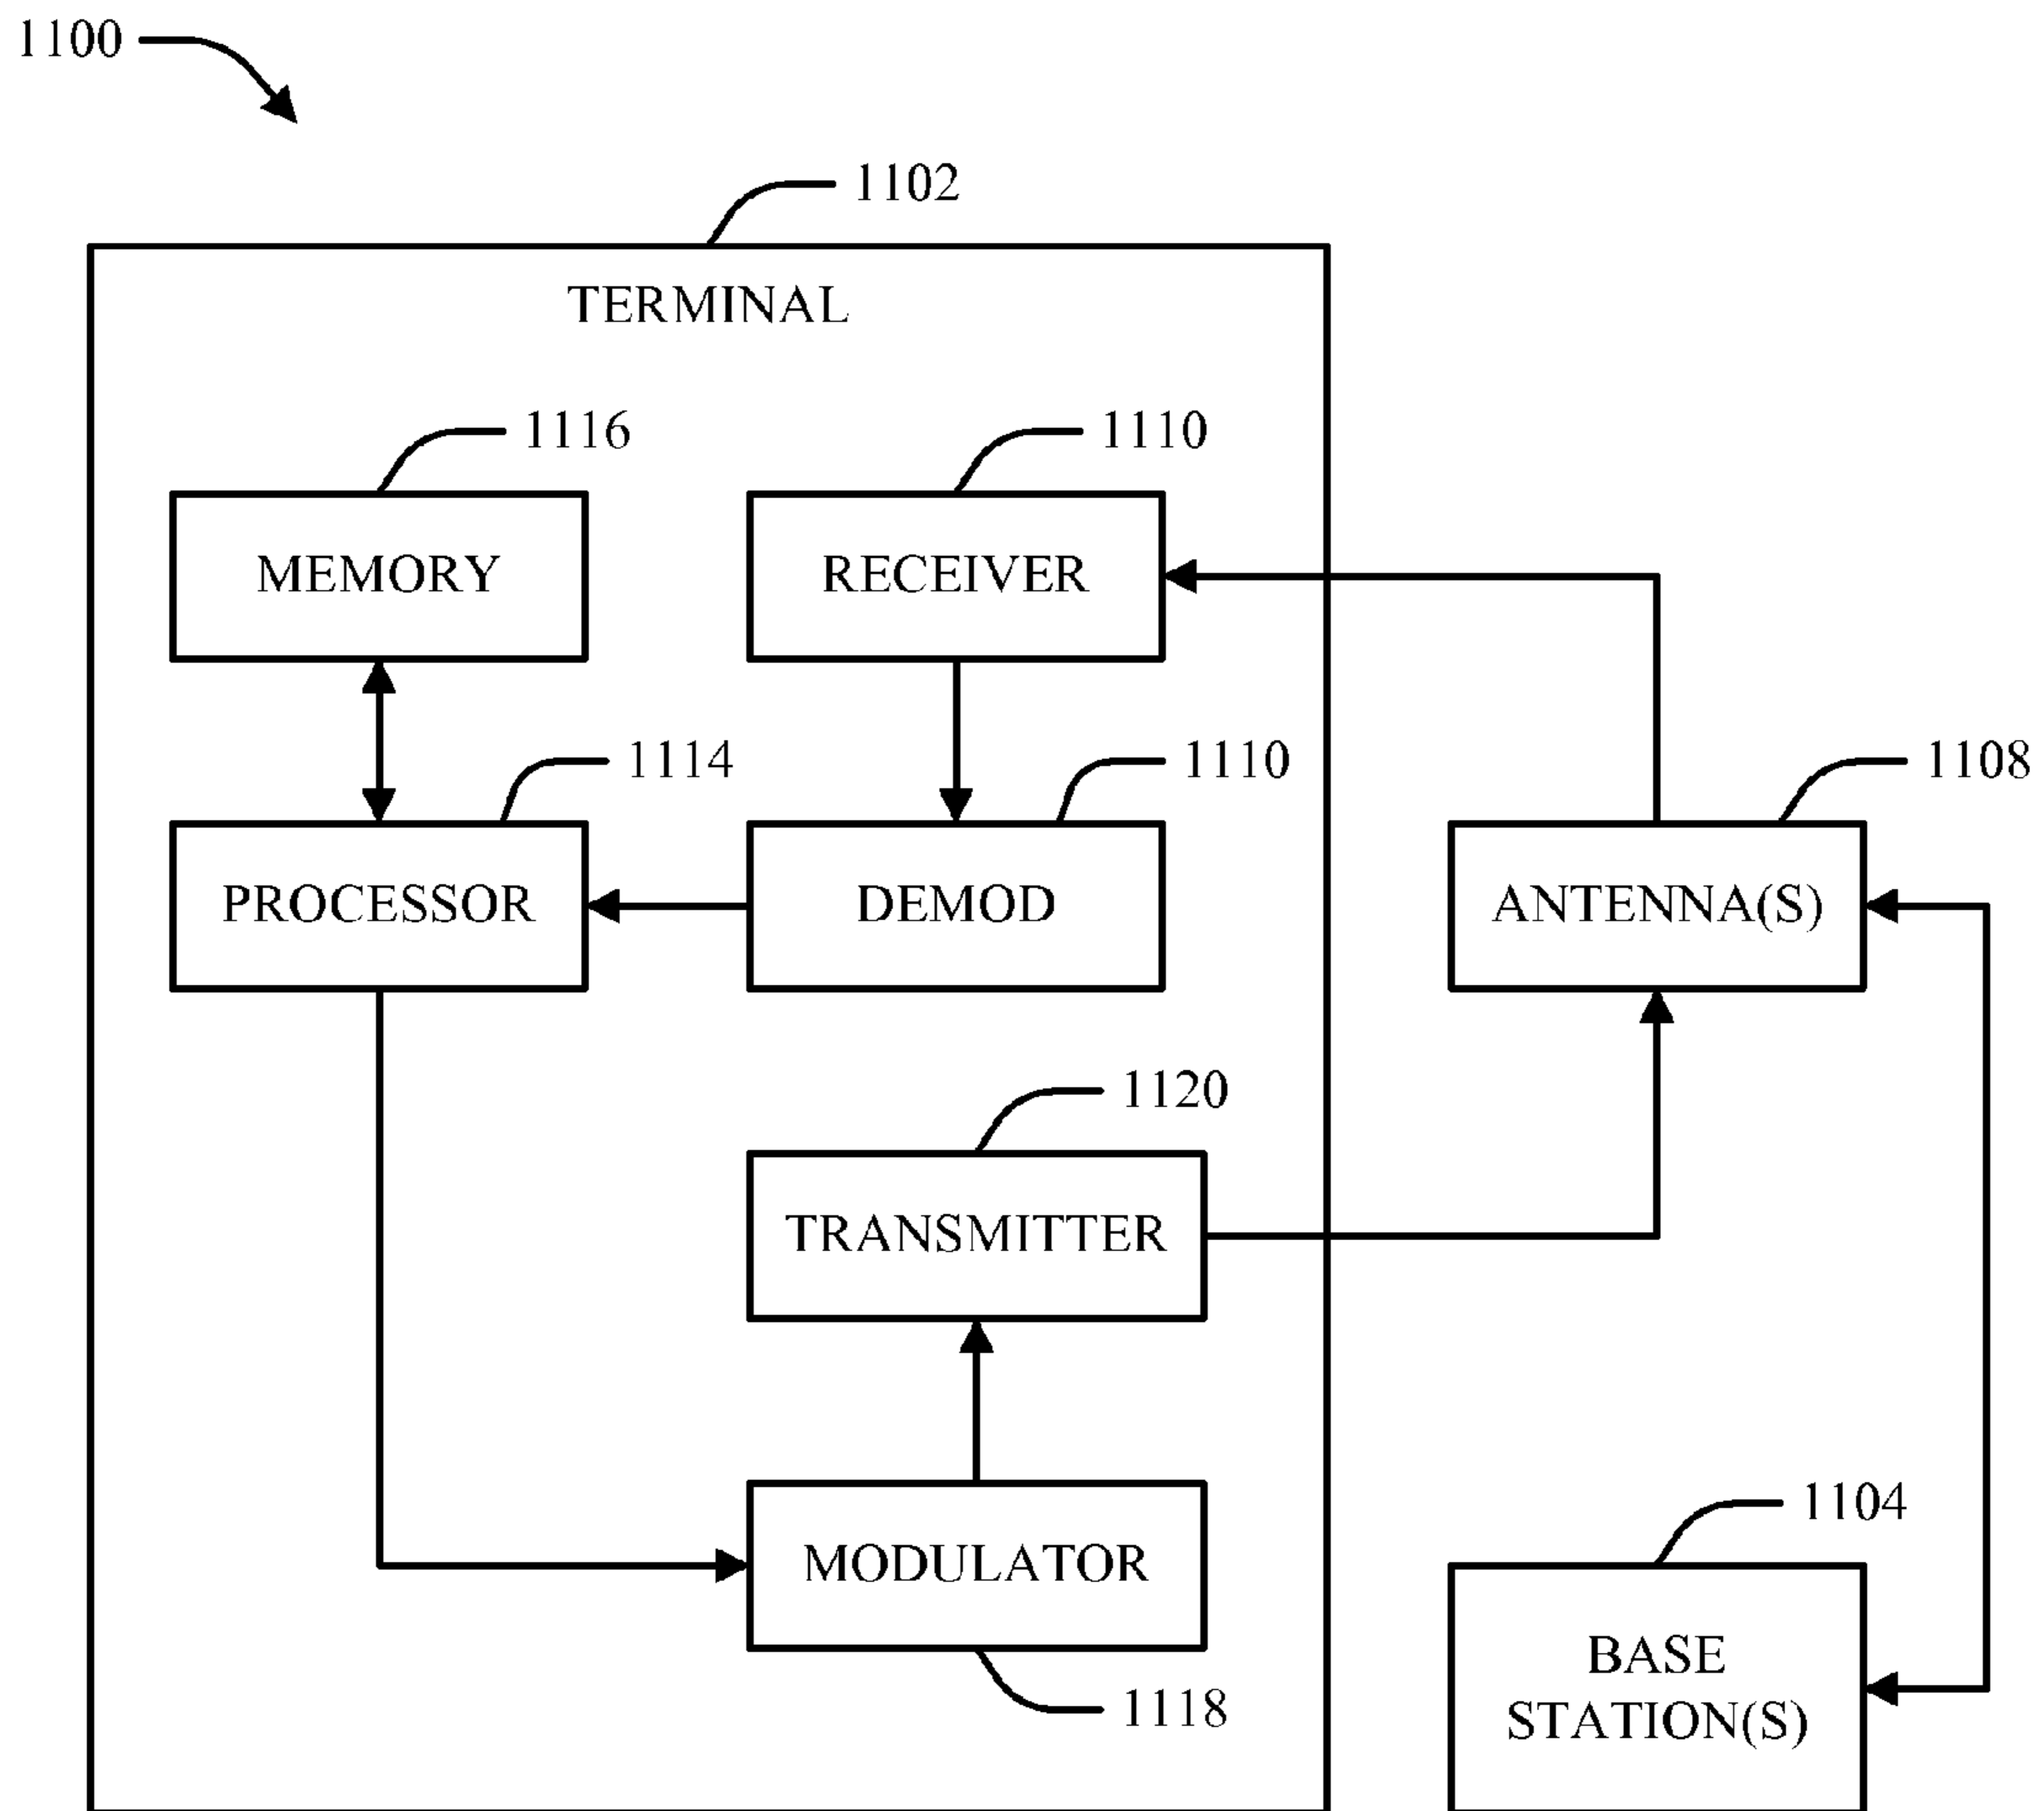 1100
1102
TERMINAL
1116
1110
MEMORY
RECEIVER
1114
1110
1108
PROCESSOR
DEMOD
ANTENNA(S)
1120
TRANSMITTER
1104
MODULATOR
BASE
STATION(S)
1118